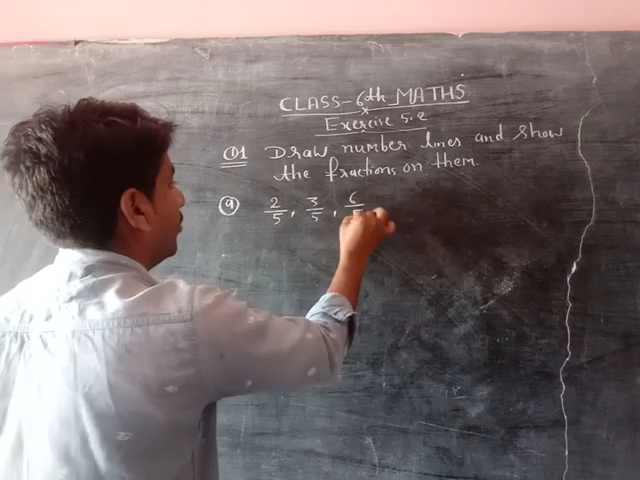 CLASS-6th MATHS
Exercise 5.2
Q1 Draw number lines and show
the fractions on them.
a 2/5, 3/5, 6/